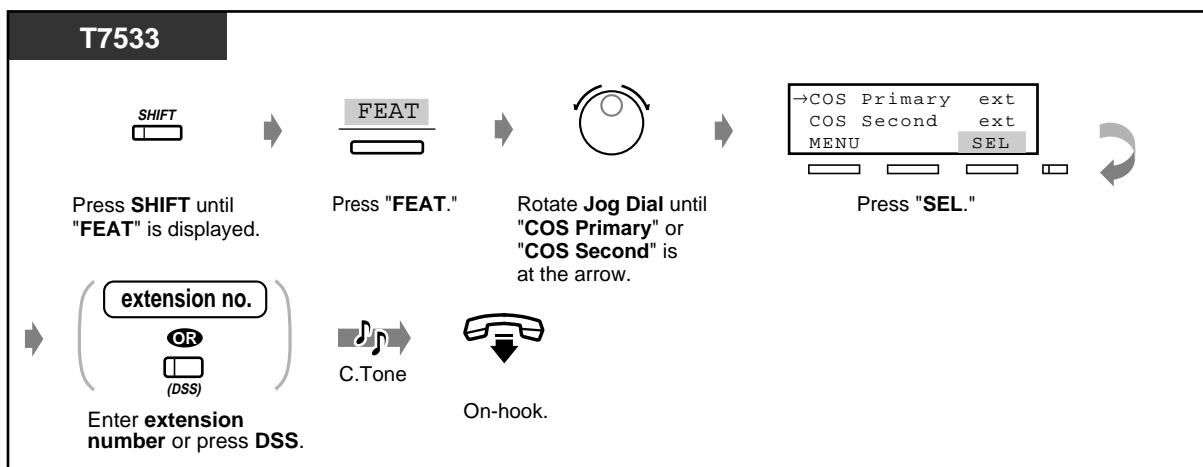 T7533
SHIFT
Press SHIFT until
"FEAT" is displayed.
FEAT
Press "FEAT."
Rotate Jog Dial until
"COS Primary" or
"COS Second" is
at the arrow.
→COS Primary ext
COS Second ext
MENU SEL
Press "SEL."
extension no.
OR
(DSS)
Enter extension
number or press DSS.
C.Tone
On-hook.